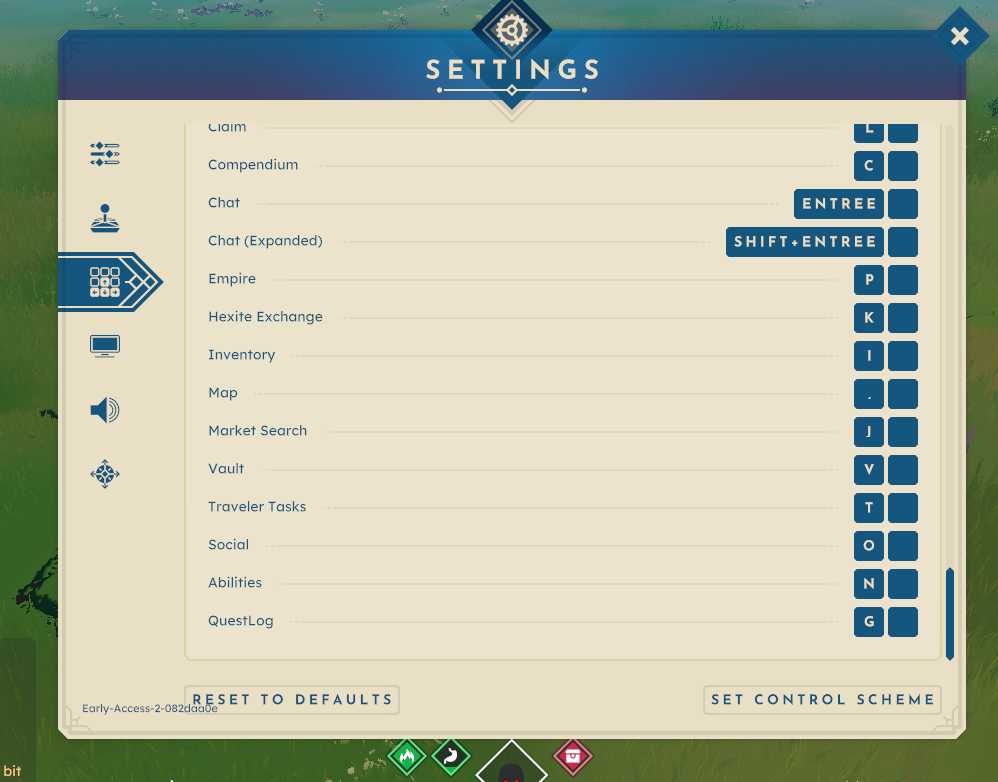 SETTINGS
Claim L
Compendium C
Chat ENTREE
Chat (Expanded) SHIFT+ENTREE
Empire P
Hexite Exchange K
Inventory I
Map .
Market Search J
Vault V
Traveler Tasks T
Social O
Abilities N
QuestLog G
RESET TO DEFAULTS SET CONTROL SCHEME
Early-Access-2-082daa0e
bit